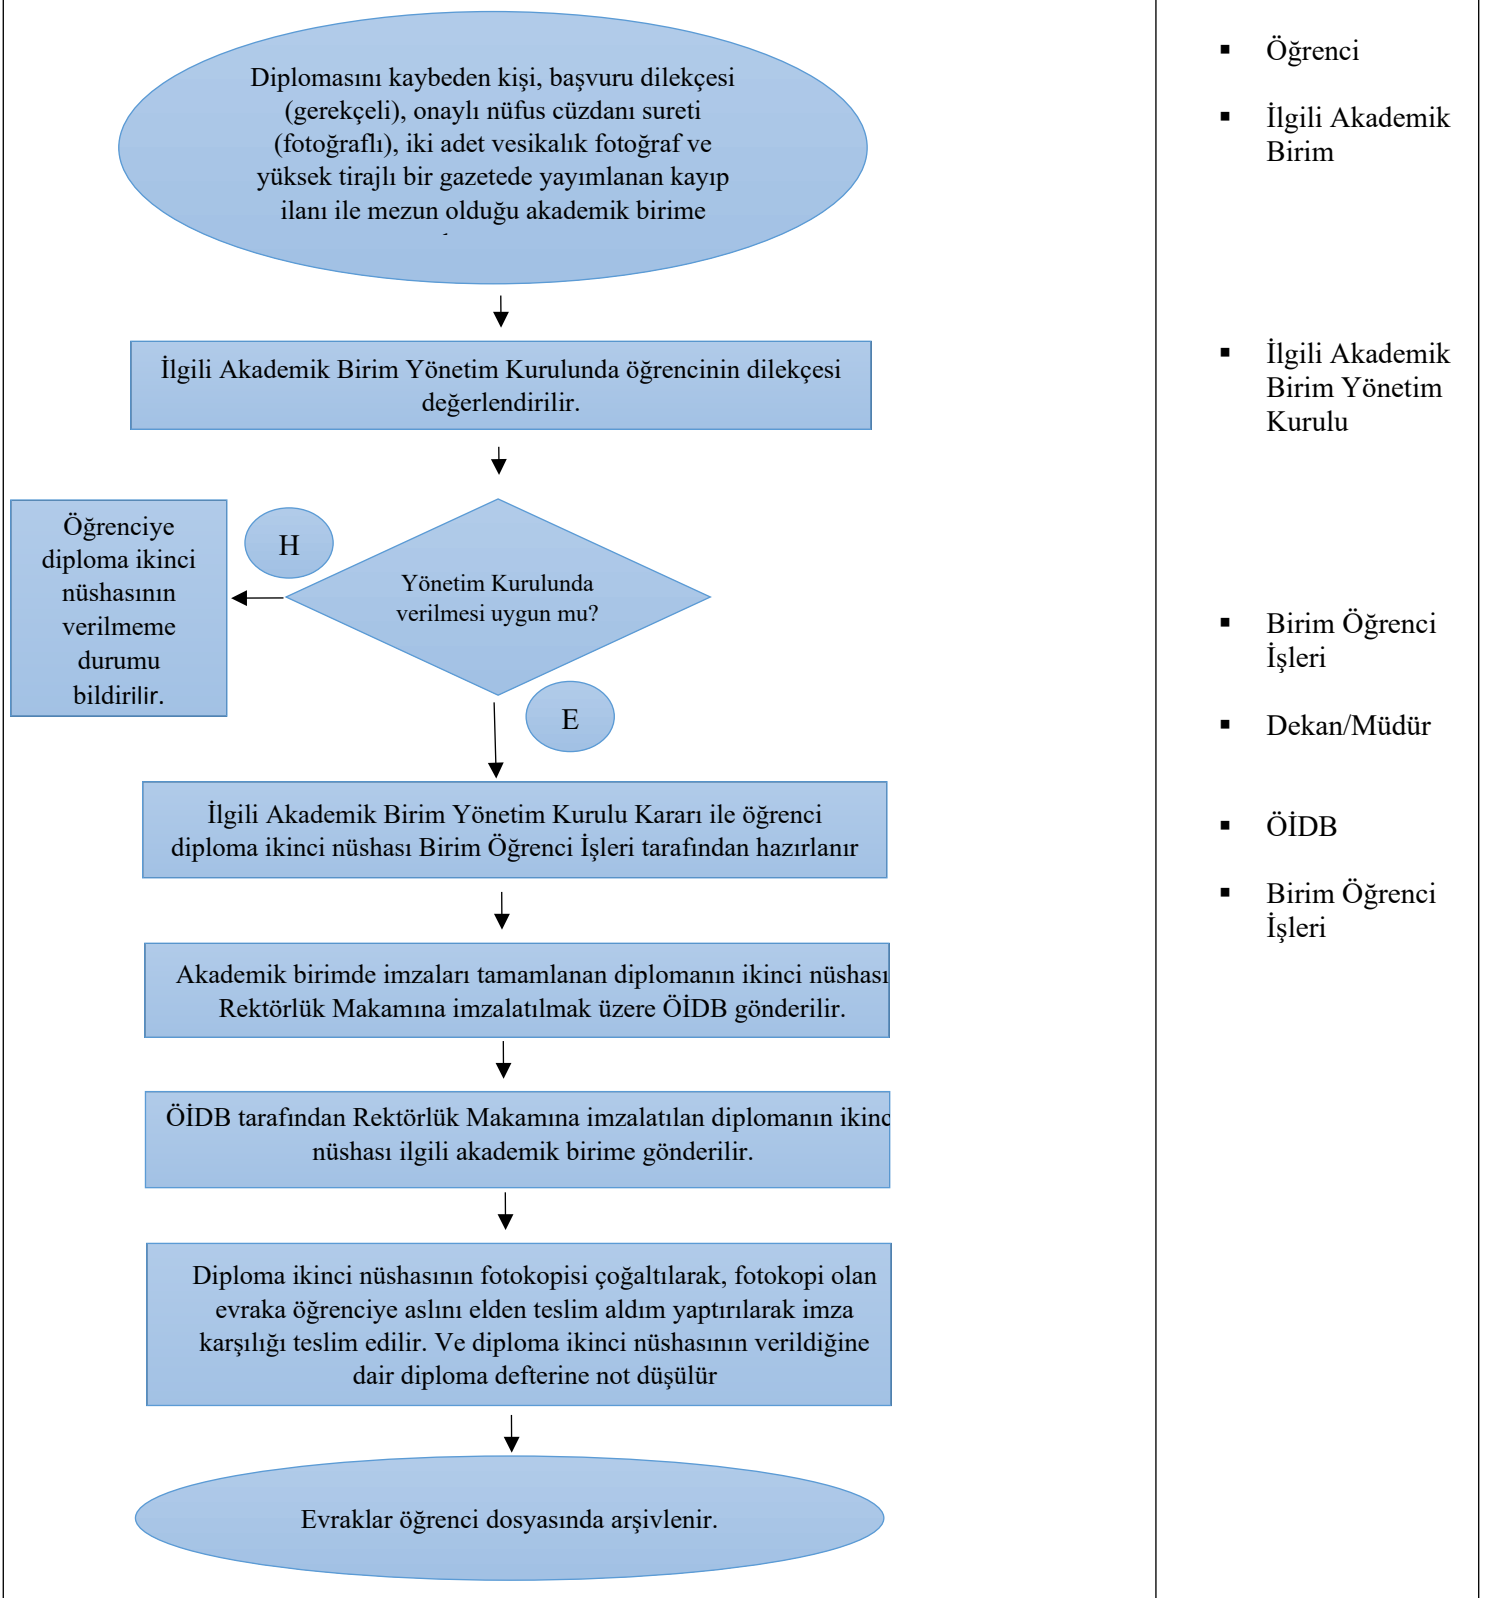 Diplomasını kaybeden kişi, başvuru dilekçesi
(gerekçeli), onaylı nüfus cüzdanı sureti
(fotoğraflı), iki adet vesikalık fotoğraf ve
yüksek tirajlı bir gazetede yayımlanan kayıp
ilanı ile mezun olduğu akademik birime
İlgili Akademik Birim Yönetim Kurulunda öğrencinin dilekçesi
değerlendirilir.
Öğrenciye
diploma ikinci
nüshasının
verilmeme
durumu
bildirilir.
H
Yönetim Kurulunda
verilmesi uygun mu?
E
İlgili Akademik Birim Yönetim Kurulu Kararı ile öğrenci
diploma ikinci nüshası Birim Öğrenci İşleri tarafından hazırlanır
Akademik birimde imzaları tamamlanan diplomanın ikinci nüshası
Rektörlük Makamına imzalatılmak üzere ÖİDB gönderilir.
ÖİDB tarafından Rektörlük Makamına imzalatılan diplomanın ikinc
nüshası ilgili akademik birime gönderilir.
Diploma ikinci nüshasının fotokopisi çoğaltılarak, fotokopi olan
evraka öğrenciye aslını elden teslim aldım yaptırılarak imza
karşılığı teslim edilir. Ve diploma ikinci nüshasının verildiğine
dair diploma defterine not düşülür
Evraklar öğrenci dosyasında arşivlenir.
▪ Öğrenci
▪ İlgili Akademik
Birim
▪ İlgili Akademik
Birim Yönetim
Kurulu
▪ Birim Öğrenci
İşleri
▪ Dekan/Müdür
▪ ÖİDB
▪ Birim Öğrenci
İşleri